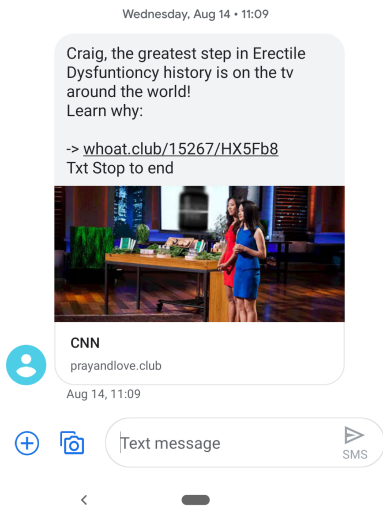 Wednesday, Aug 14 • 11:09
Craig, the greatest step in Erectile
Dysfuntioncy history is on the tv
around the world!
Learn why:
-> whoat.club/15267/HX5Fb8
Txt Stop to end
CNN
prayandlove.club
Aug 14, 11:09
Text message
SMS